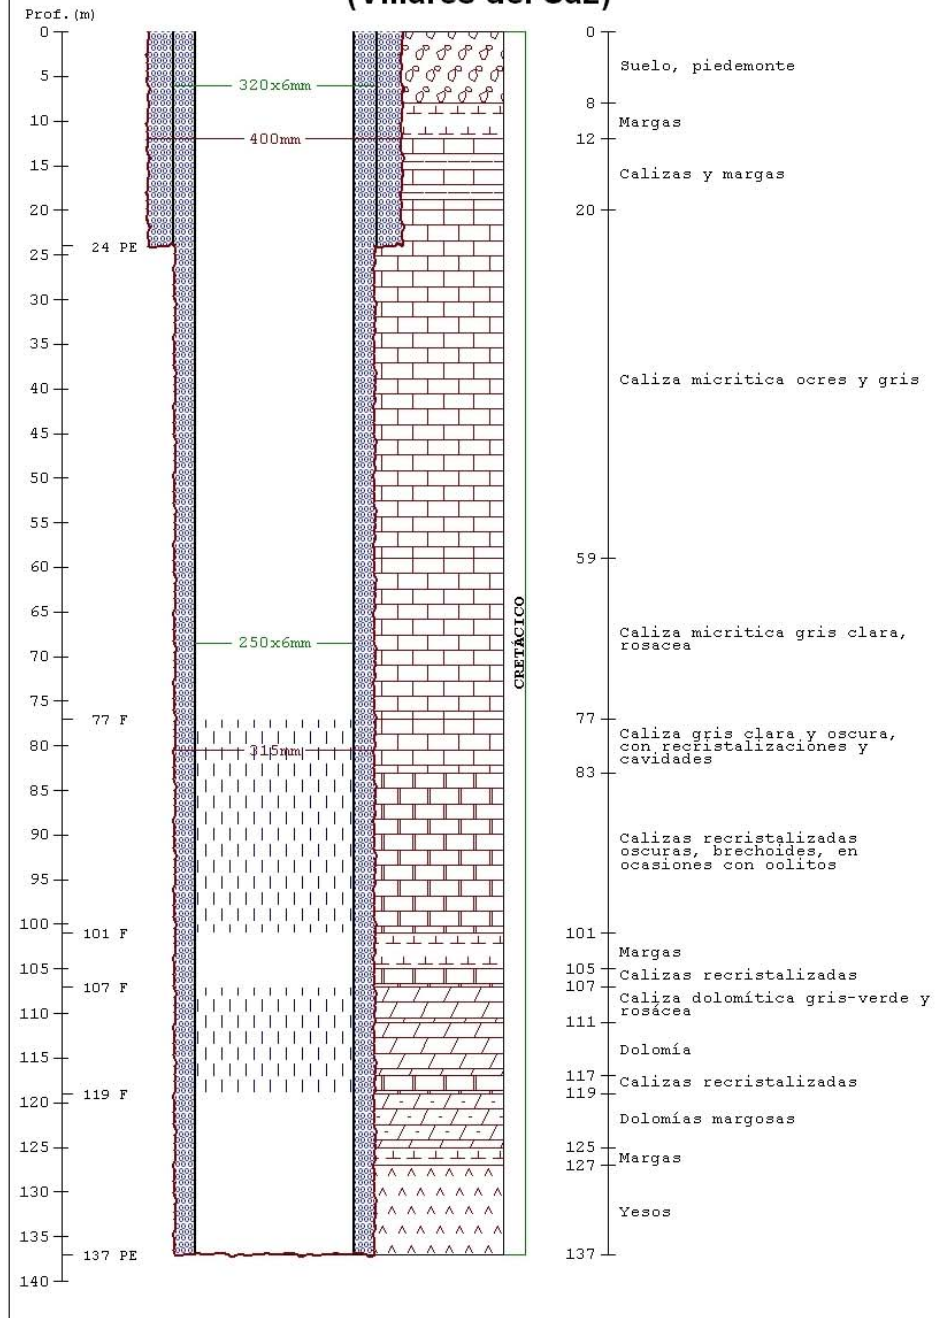 (Villares del Saz)
Prof.(m)
0
5
10
15
20
24 PE
25
30
35
40
45
50
55
60
65
70
75
77 F
80
85
90
95
100
101 F
105
107 F
110
115
119 F
120
125
130
135
137 PE
140
320x6mm
400mm
250x6mm
315mm
CRETÁCICO
0
Suelo, piedemonte
8
Margas
12
Calizas y margas
20
Caliza micritica ocres y gris
59
Caliza micritica gris clara,
rosacea
77
Caliza gris clara y oscura,
con recristalizaciones y
cavidades
83
Calizas recristalizadas
oscuras, brechoides, en
ocasiones con oolitos
101
Margas
105
Calizas recristalizadas
107
Caliza dolomítica gris-verde y
rosácea
111
Dolomía
117
Calizas recristalizadas
119
Dolomías margosas
125
Margas
127
Yesos
137